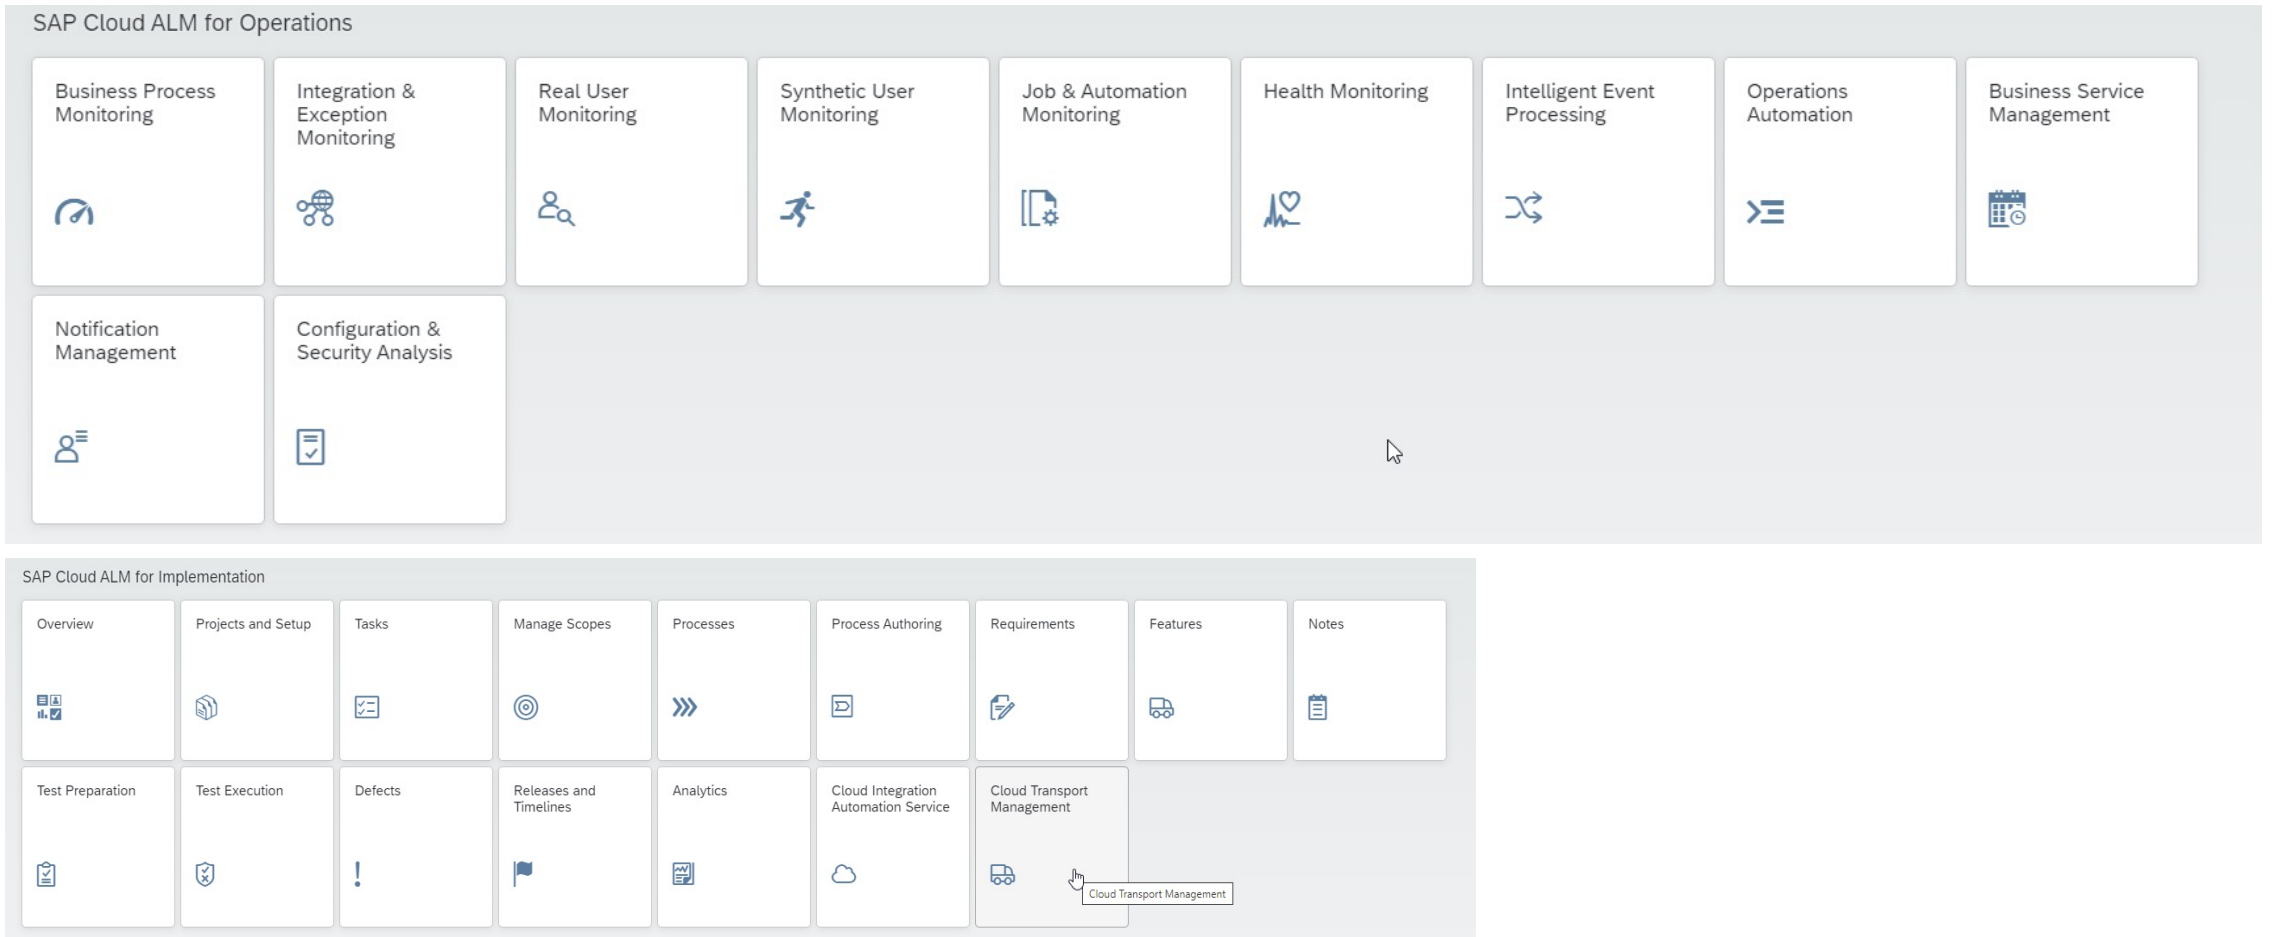 SAP Cloud ALM for Operations
Business Process
Monitoring
Integration &
Exception
Monitoring
Real User
Monitoring
Synthetic User
Monitoring
Job & Automation
Monitoring
Health Monitoring
Intelligent Event
Processing
Operations
Automation
Business Service
Management
Notification
Management
Configuration &
Security Analysis
SAP Cloud ALM for Implementation
Overview
Projects and Setup
Tasks
Manage Scopes
Processes
Process Authoring
Requirements
Features
Notes
Test Preparation
Test Execution
Defects
Releases and
Timelines
Analytics
Cloud Integration
Automation Service
Cloud Transport
Management
Cloud Transport Management